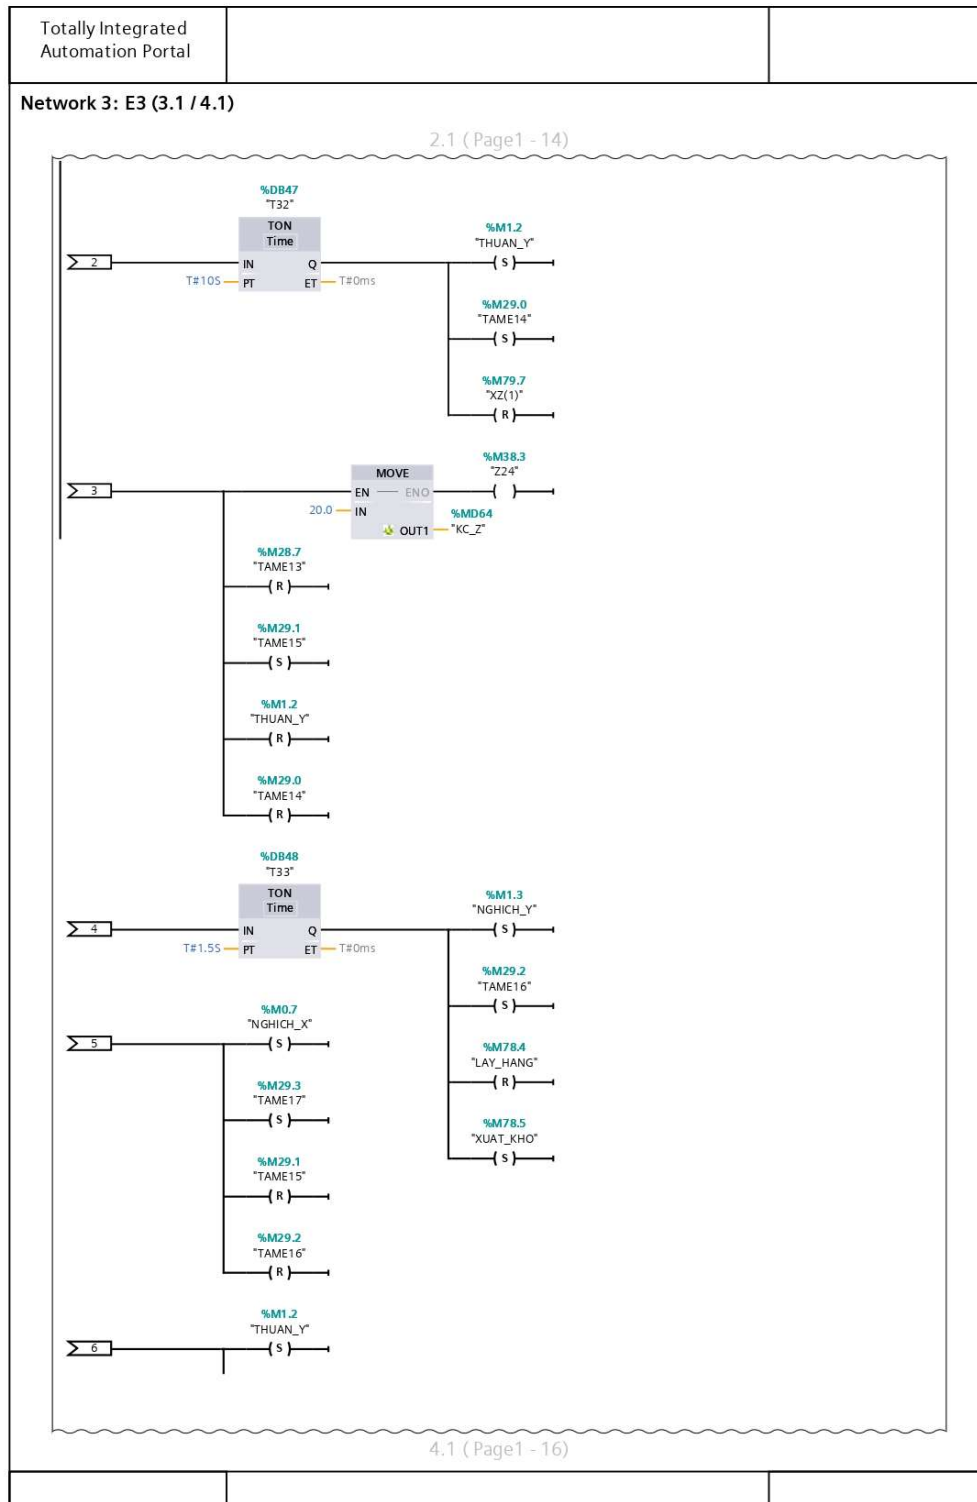 Totally Integrated
Automation Portal
Network 3: E3 (3.1 / 4.1)
2.1 ( Page1 - 14)
%DB47
"T32"
TON
Time
%M1.2
"THUAN_Y"
2
IN
Q
( S )
T#10S
PT
ET
T#0ms
%M29.0
"TAME14"
( S )
%M79.7
"XZ(1)"
( R )
%M38.3
"Z24"
MOVE
3
EN
ENO
( )
20.0
IN
%MD64
OUT1
"KC_Z"
%M28.7
"TAME13"
( R )
%M29.1
"TAME15"
( S )
%M1.2
"THUAN_Y"
( R )
%M29.0
"TAME14"
( R )
%DB48
"T33"
TON
Time
%M1.3
"NGHICH_Y"
4
IN
Q
( S )
T#1.5S
PT
ET
T#0ms
%M29.2
"TAME16"
( S )
%M0.7
"NGHICH_X"
5
( S )
%M78.4
"LAY_HANG"
( R )
%M29.3
"TAME17"
( S )
%M78.5
"XUAT_KHO"
( S )
%M29.1
"TAME15"
( R )
%M29.2
"TAME16"
( R )
%M1.2
"THUAN_Y"
6
( S )
4.1 ( Page1 - 16)